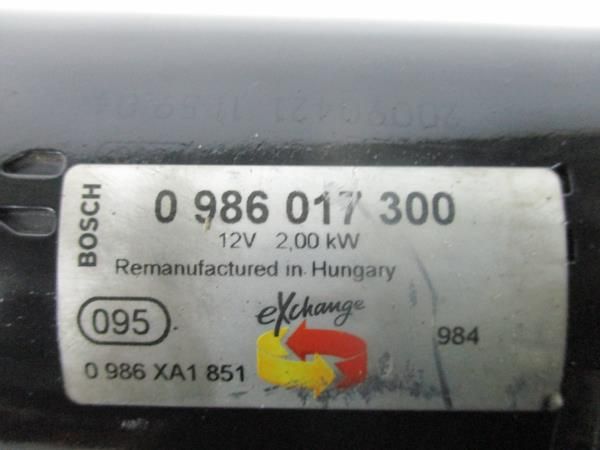 BOSCH
0 986 017 300
12V 2,00 kW
Remanufactured in Hungary
eXchange
095
984
0 986 XA1 851